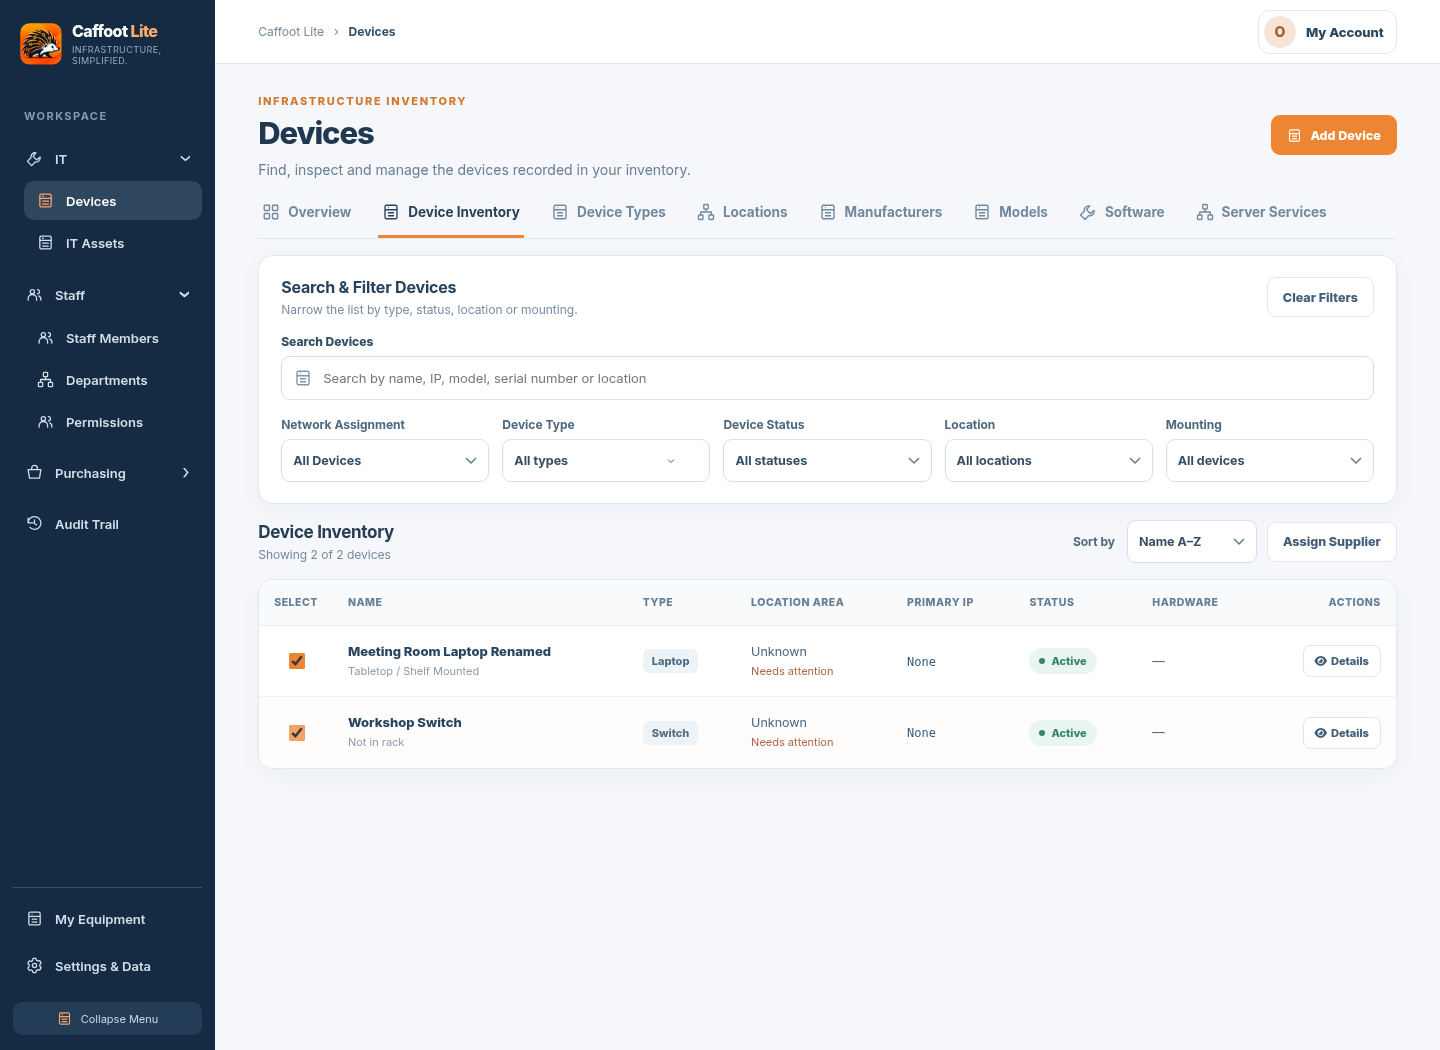 Caffoot Lite
INFRASTRUCTURE,
SIMPLIFIED.
WORKSPACE
IT
Devices
IT Assets
Staff
Staff Members
Departments
Permissions
Purchasing
Audit Trail
My Equipment
Settings & Data
Collapse Menu
Caffoot Lite › Devices
O My Account
INFRASTRUCTURE INVENTORY
Devices
Find, inspect and manage the devices recorded in your inventory.
Add Device
Overview Device Inventory Device Types Locations Manufacturers Models Software Server Services
Search & Filter Devices
Narrow the list by type, status, location or mounting.
Clear Filters
Search Devices
Search by name, IP, model, serial number or location
Network Assignment Device Type Device Status Location Mounting
All Devices All types All statuses All locations All devices
Device Inventory
Showing 2 of 2 devices
Sort by Name A–Z Assign Supplier
SELECT NAME TYPE LOCATION AREA PRIMARY IP STATUS HARDWARE ACTIONS
Meeting Room Laptop Renamed
Tabletop / Shelf Mounted
Laptop
Unknown
Needs attention
None
Active
—
Details
Workshop Switch
Not in rack
Switch
Unknown
Needs attention
None
Active
—
Details